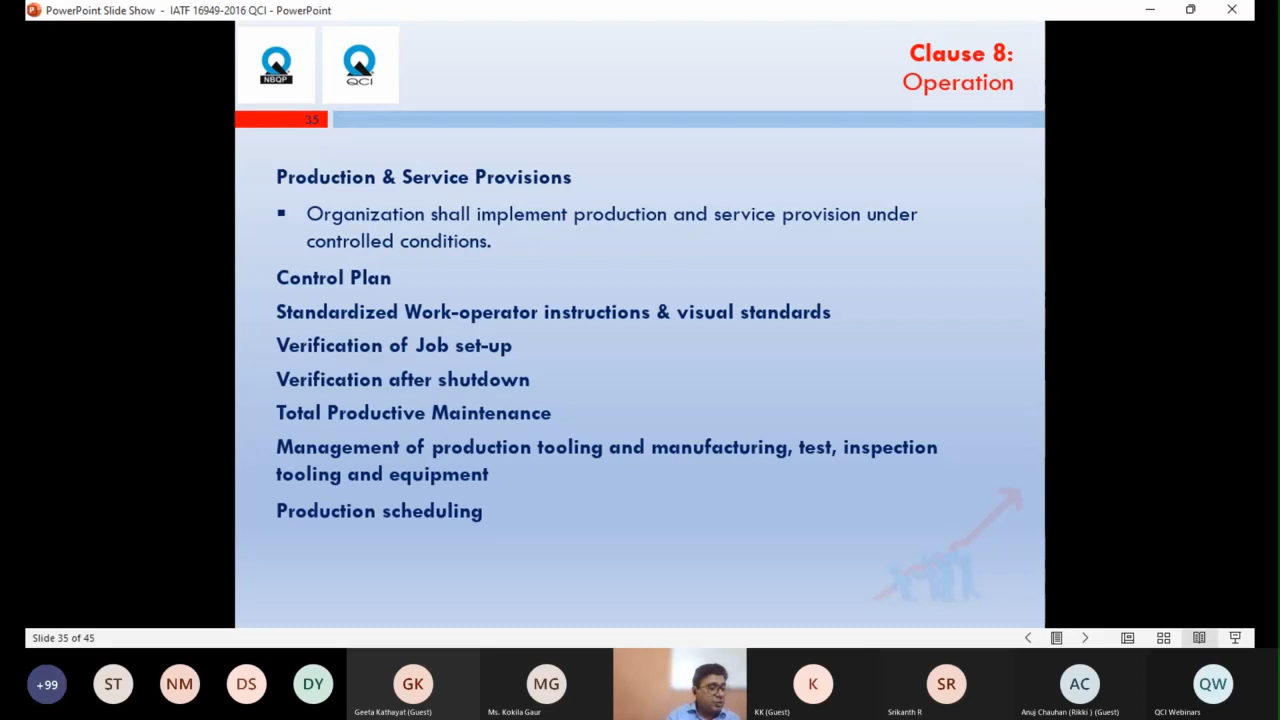 PowerPoint Slide Show - IATF 16949-2016 QCI - PowerPoint
NBQP
QCI
Clause 8:
Operation
35
Production & Service Provisions
Organization shall implement production and service provision under
controlled conditions.
Control Plan
Standardized Work-operator instructions & visual standards
Verification of Job set-up
Verification after shutdown
Total Productive Maintenance
Management of production tooling and manufacturing, test, inspection
tooling and equipment
Production scheduling
Slide 35 of 45
+99
ST
NM
DS
DY
GK
MG
K
SR
AC
QW
Geeta Kathayat (Guest)
Ms. Kokila Gaur
KK (Guest)
Srikanth R
Anuj Chauhan (Rikki ) (Guest)
QCI Webinars